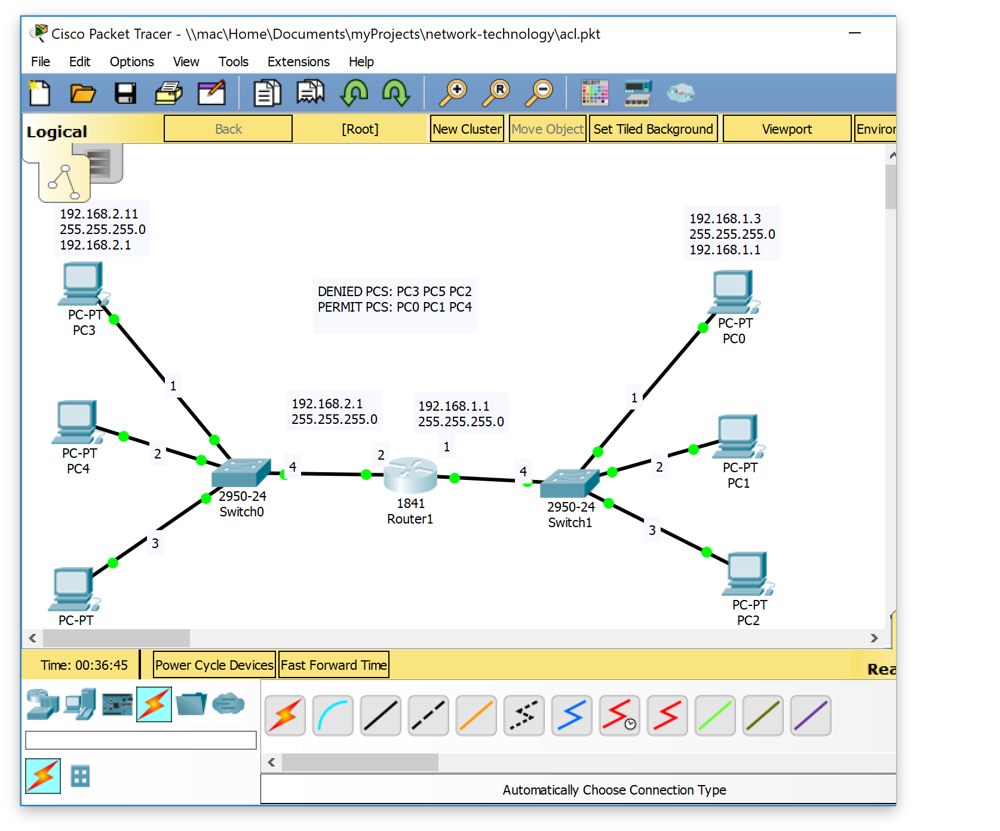 Cisco Packet Tracer - \\mac\Home\Documents\myProjects\network-technology\acl.pkt
File Edit Options View Tools Extensions Help
R
SELECT
Logical
Back
[Root]
New Cluster
Move Object
Set Tiled Background
Viewport
Enviror
192.168.2.11
255.255.255.0
192.168.2.1
192.168.1.3
255.255.255.0
192.168.1.1
PC-PT
PC3
DENIED PCS: PC3 PC5 PC2
PERMIT PCS: PC0 PC1 PC4
PC-PT
PC0
1
1
192.168.2.1
255.255.255.0
192.168.1.1
255.255.255.0
PC-PT
PC4
2
4
2
1
4
2
PC-PT
PC1
2950-24
Switch0
1841
Router1
2950-24
Switch1
3
3
PC-PT
PC-PT
PC2
Time: 00:36:45
Power Cycle Devices
Fast Forward Time
Rea
Automatically Choose Connection Type